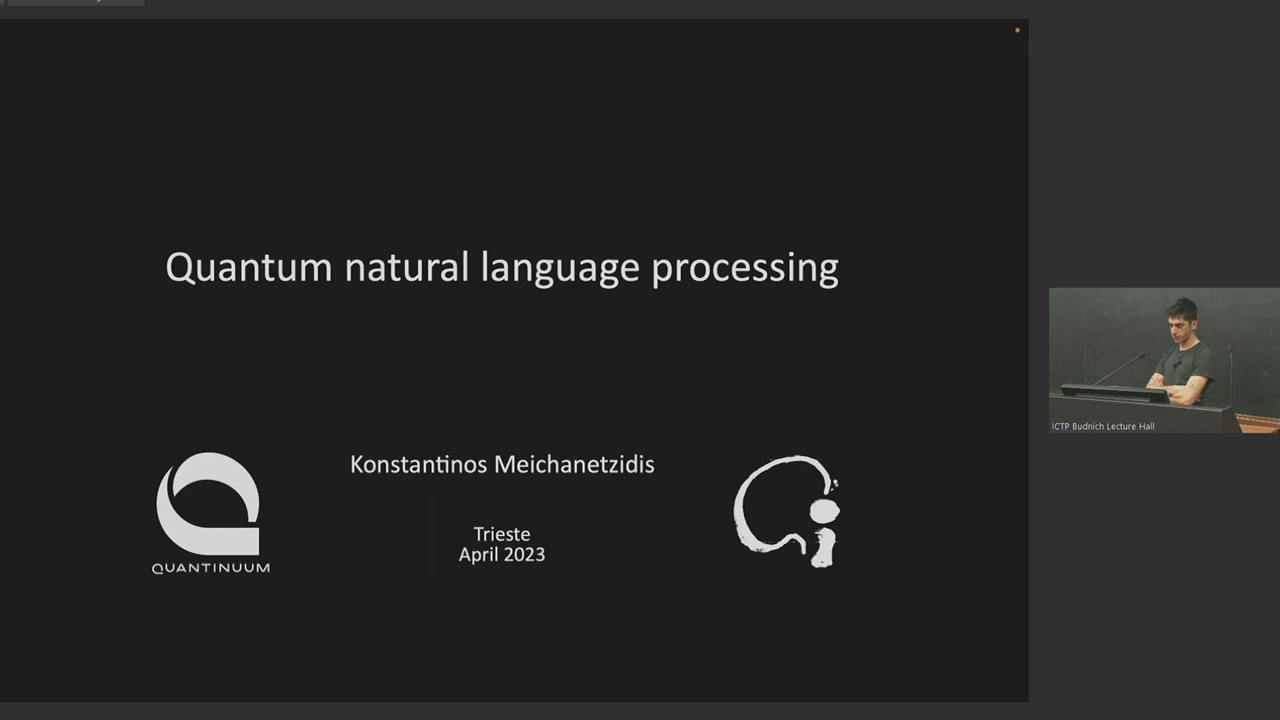 Quantum natural language processing
Konstantinos Meichanetzidis
Trieste
April 2023
QUANTINUUM
ICTP Budnich Lecture Hall